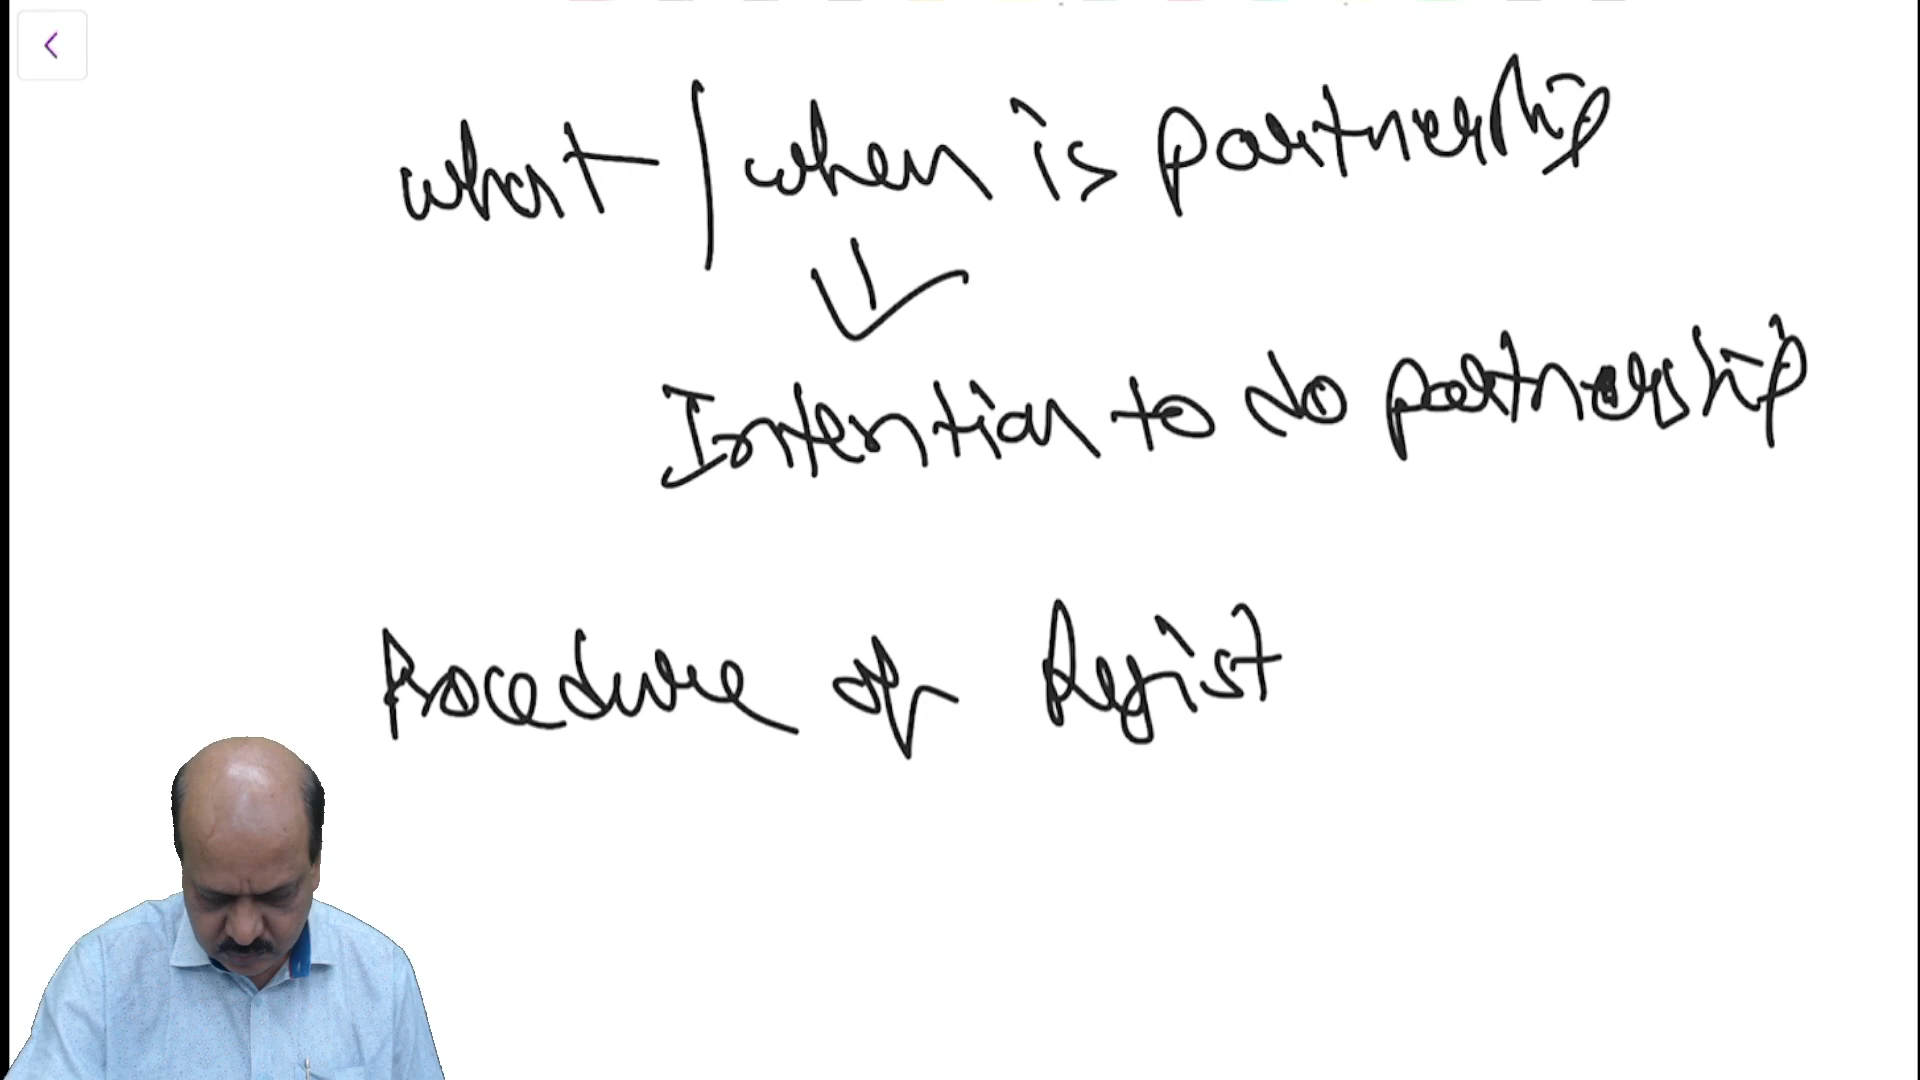 what / when is partnership
Intention to do partnership
Procedure of Regist